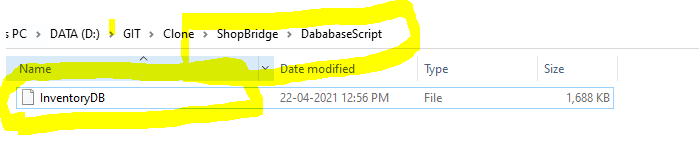 s PC > DATA (D:) > GIT > Clone > ShopBridge > DababaseScript
Name Date modified Type Size
InventoryDB 22-04-2021 12:56 PM File 1,688 KB